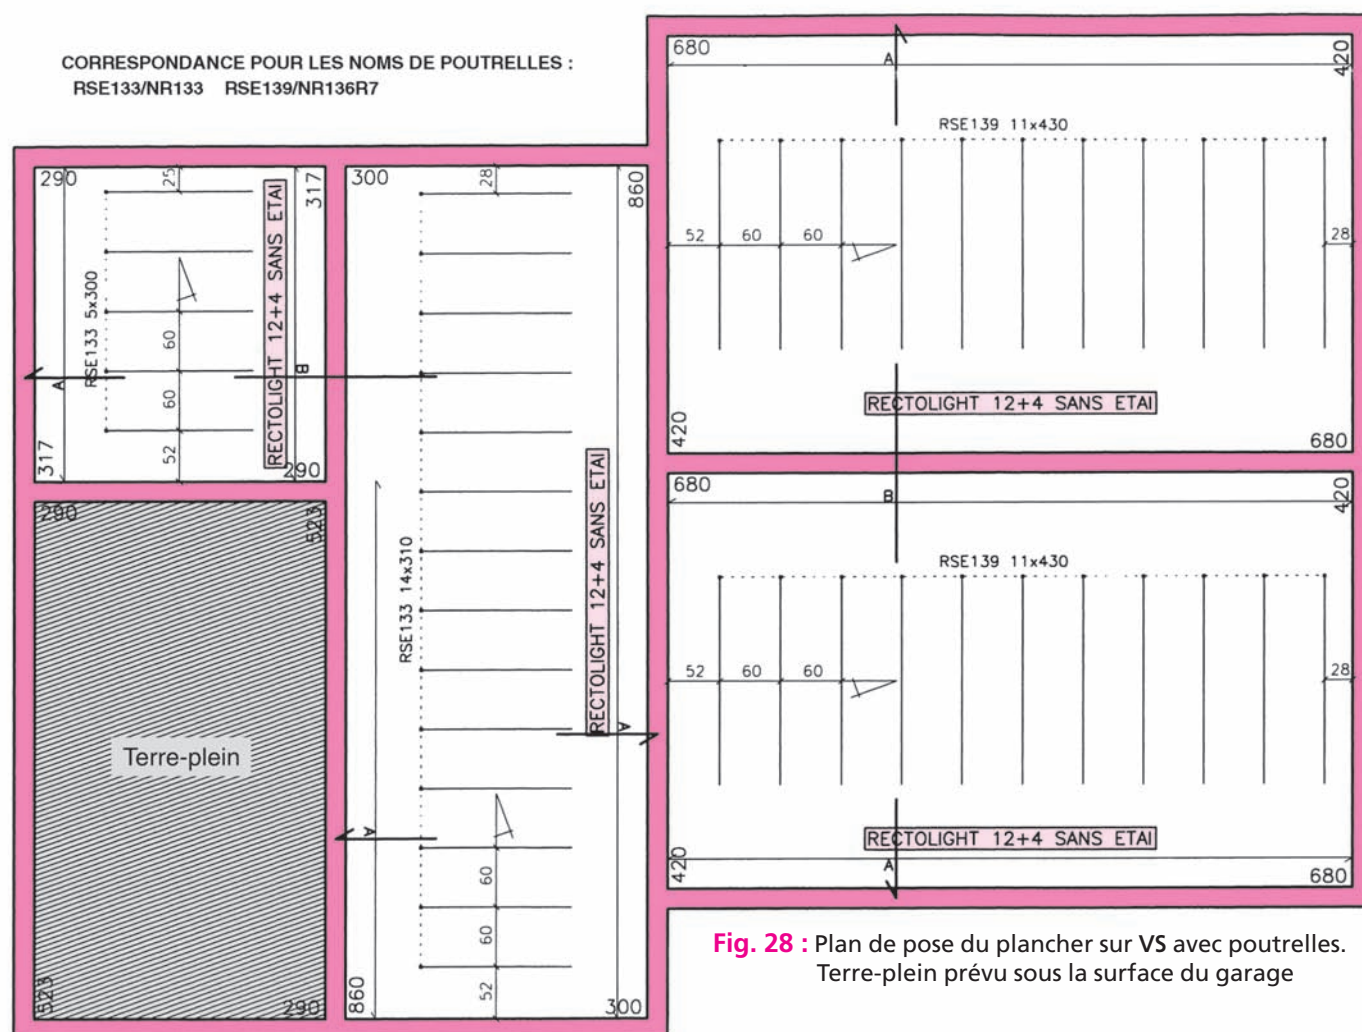 CORRESPONDANCE POUR LES NOMS DE POUTRELLES :
RSE133/NR133 RSE139/NR136R7
290
25
317
RSE133 5x300
60
60
52
A
B
RECTOLIGHT 12+4 SANS ETAI
317
290
290
523
Terre-plein
523
290
300
28
860
RSE133 14x310
RECTOLIGHT 12+4 SANS ETAI
A
A
60
60
52
860
300
680
A
420
RSE139 11x430
52
60
60
28
RECTOLIGHT 12+4 SANS ETAI
420
680
680
B
420
RSE139 11x430
52
60
60
28
RECTOLIGHT 12+4 SANS ETAI
A
420
680
Fig. 28 : Plan de pose du plancher sur VS avec poutrelles.
Terre-plein prévu sous la surface du garage